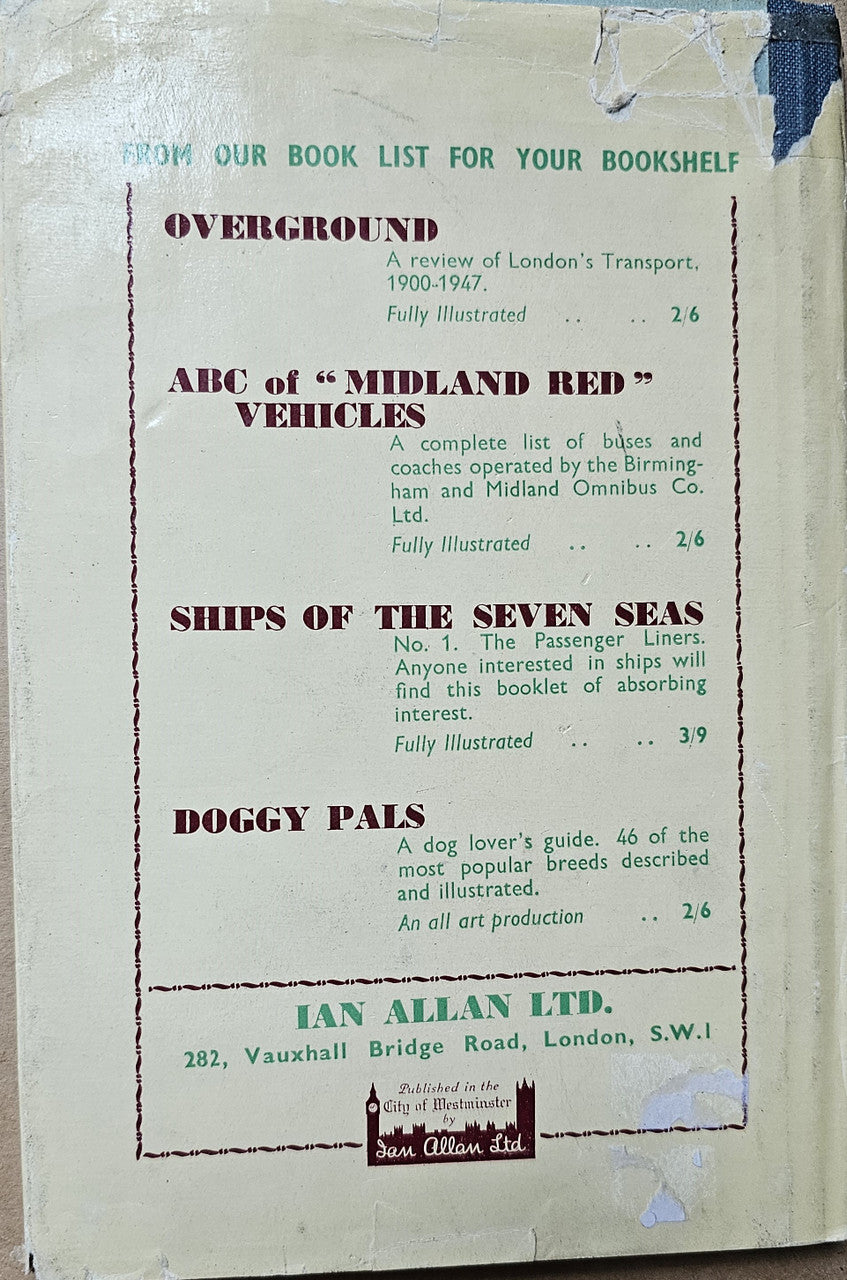 FROM OUR BOOK LIST FOR YOUR BOOKSHELF
OVERGROUND
A review of London's Transport,
1900-1947.
Fully Illustrated .. .. 2/6
ABC of “MIDLAND RED”
VEHICLES
A complete list of buses and
coaches operated by the Birming-
ham and Midland Omnibus Co.
Ltd.
Fully Illustrated .. .. 2/6
SHIPS OF THE SEVEN SEAS
No. 1. The Passenger Liners.
Anyone interested in ships will
find this booklet of absorbing
interest.
Fully Illustrated .. .. 3/9
DOGGY PALS
A dog lover's guide. 46 of the
most popular breeds described
and illustrated.
An all art production .. 2/6
IAN ALLAN LTD.
282, Vauxhall Bridge Road, London, S.W.1
Published in the
City of Westminster
by
Ian Allan Ltd